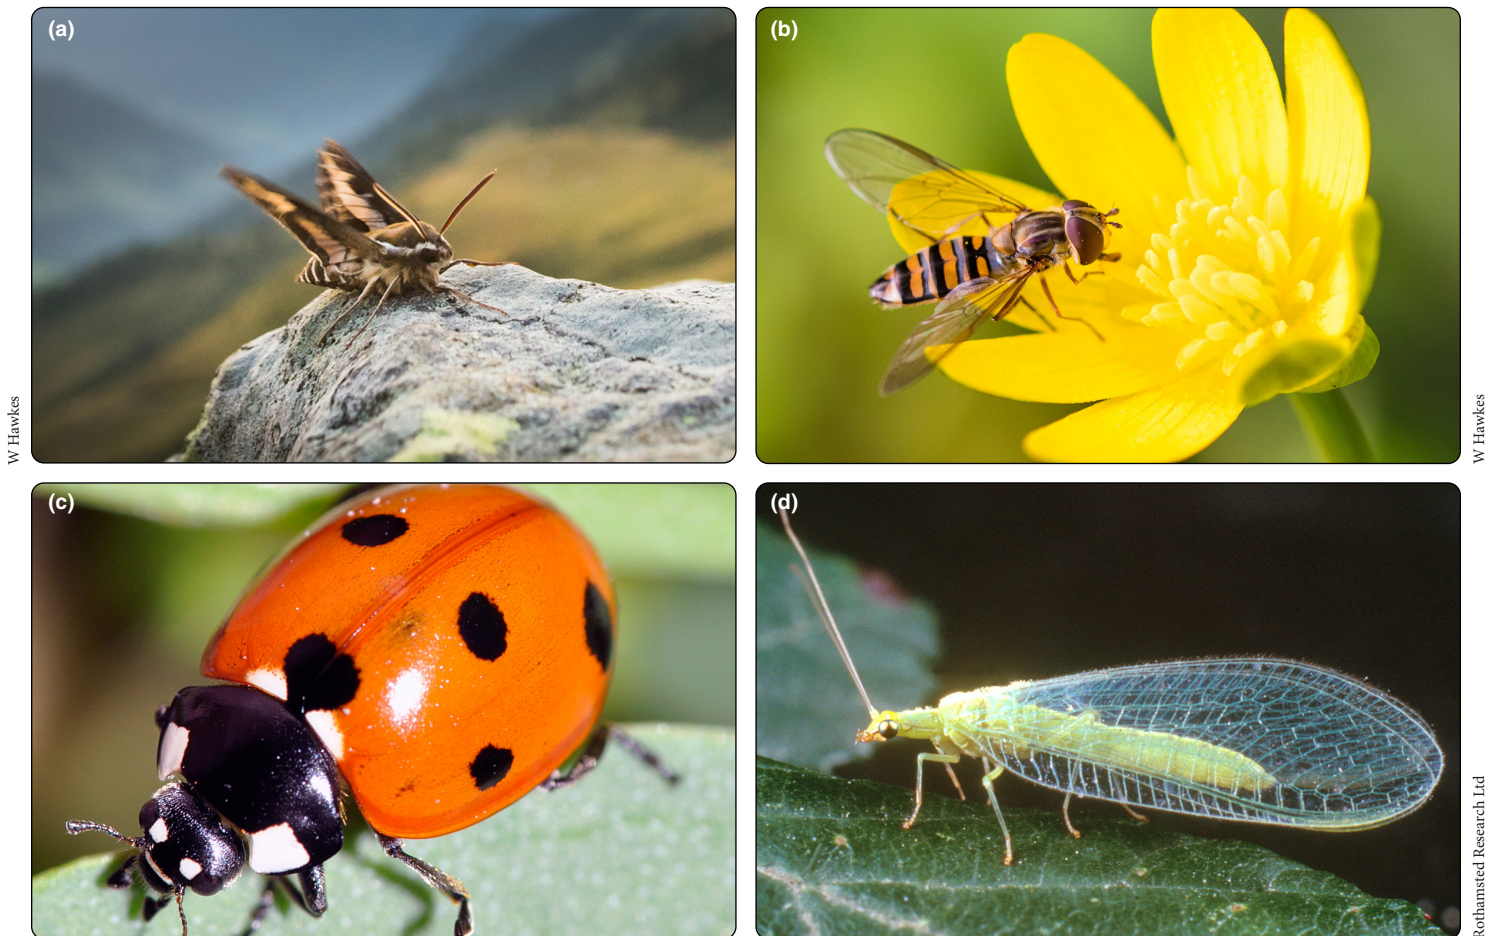 (a)
(b)
W Hawkes
W Hawkes
(c)
(d)
Rothamsted Research Ltd